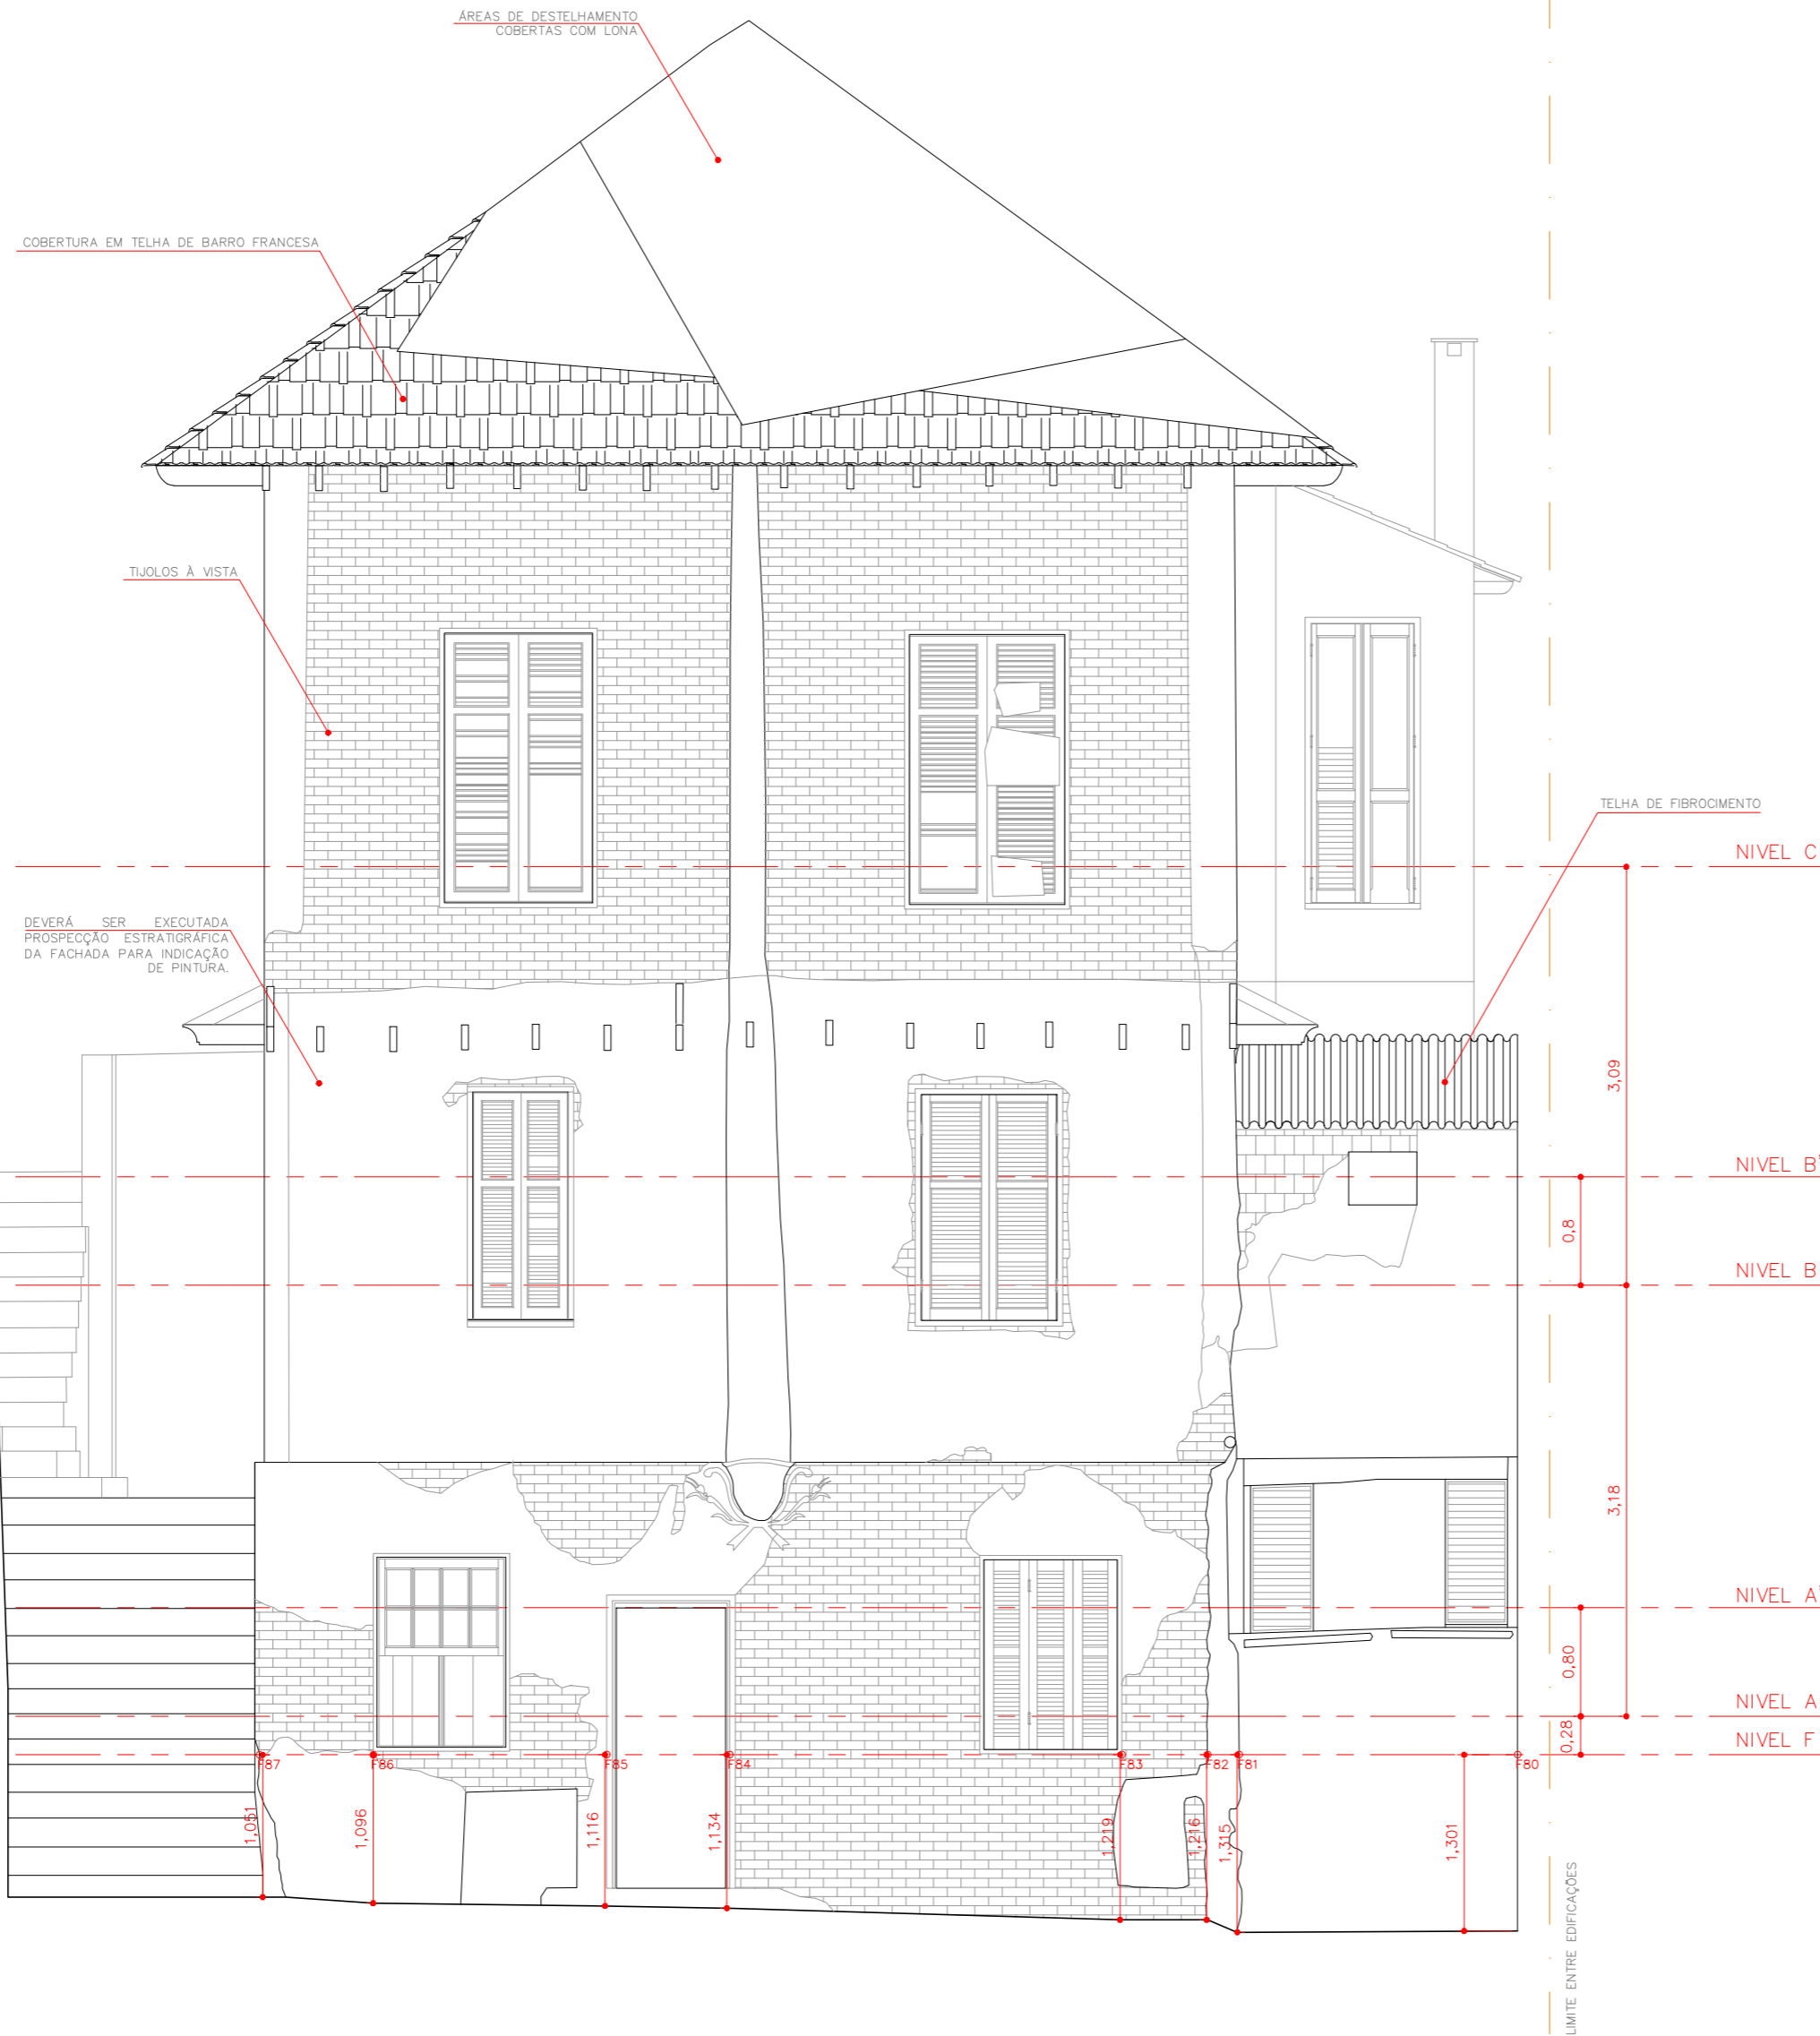 ÁREAS DE DESTELHAMENTO
COBERTAS COM LONA
COBERTURA EM TELHA DE BARRO FRANCESA
TIJOLOS À VISTA
TELHA DE FIBROCIMENTO
NIVEL C
DEVERÁ SER EXECUTADA
PROSPECÇÃO ESTRATIGRÁFICA
DA FACHADA PARA INDICAÇÃO
DE PINTURA.
3,09
NIVEL B'
0,8
NIVEL B
3,18
NIVEL A'
0,80
NIVEL A
0,28
NIVEL F
F87
F86
F85
F84
F83
F82
F81
F80
1,051
1,096
1,116
1,134
1,219
1,216
1,315
1,301
LIMITE ENTRE EDIFICAÇÕES